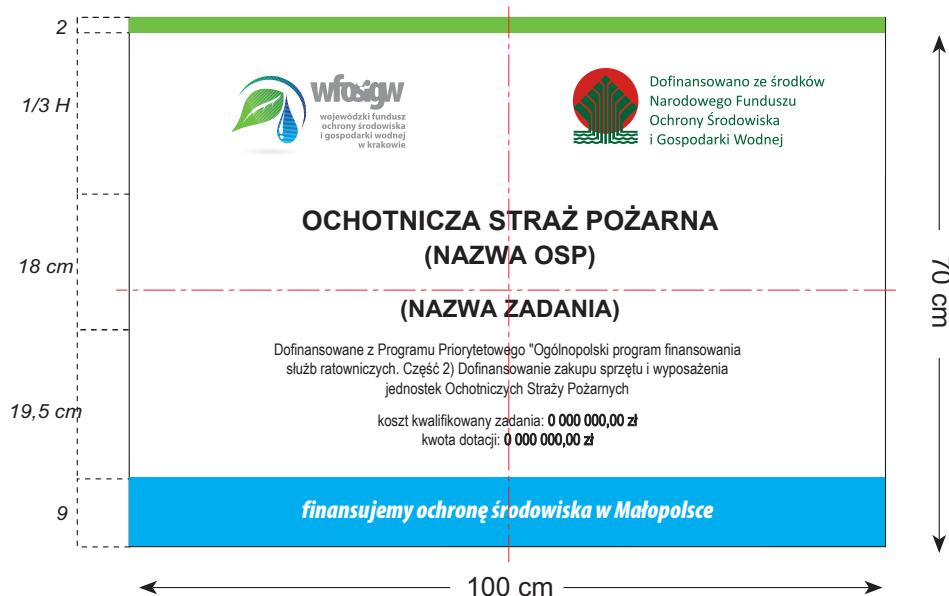 2
1/3 H
18 cm
19,5 cm
9
wfosigw
wojewódzki fundusz
ochrony środowiska
i gospodarki wodnej
w krakowie
Dofinansowano ze środków
Narodowego Funduszu
Ochrony Środowiska
i Gospodarki Wodnej
OCHOTNICZA STRAŻ POŻARNA
(NAZWA OSP)
(NAZWA ZADANIA)
Dofinansowane z Programu Priorytetowego "Ogólnopolski program finansowania
służb ratowniczych. Część 2) Dofinansowanie zakupu sprzętu i wyposażenia
jednostek Ochotniczych Straży Pożarnych
koszt kwalifikowany zadania: 0 000 000,00 zł
kwota dotacji: 0 000 000,00 zł
finansujemy ochronę środowiska w Małopolsce
70 cm
100 cm